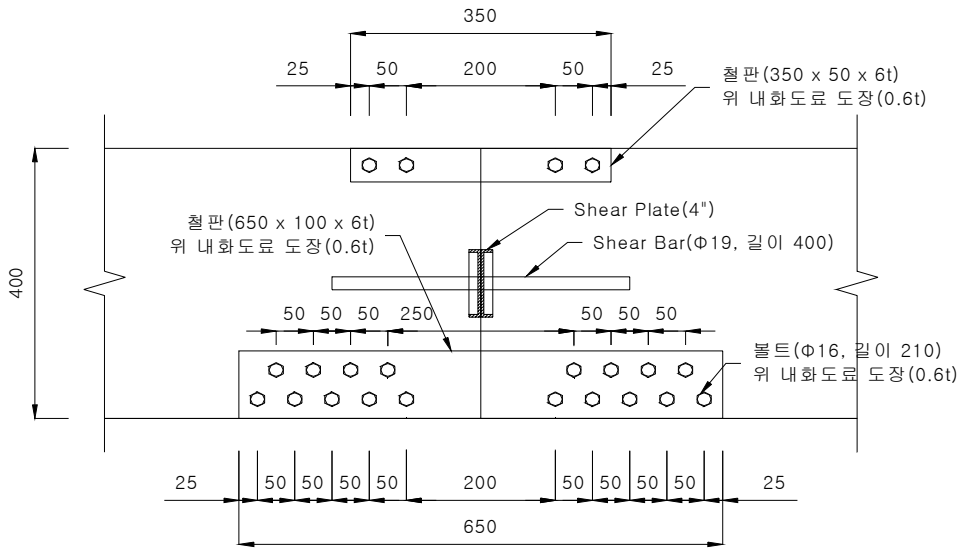 350
25 50 200 50 25
철판(350 x 50 x 6t)
위 내화도료 도장(0.6t)
철판(650 x 100 x 6t)
위 내화도료 도장(0.6t)
Shear Plate(4")
Shear Bar(Φ19, 길이 400)
400
50 50 50 250 50 50 50
볼트(Φ16, 길이 210)
위 내화도료 도장(0.6t)
25 50 50 50 50 200 50 50 50 50 25
650